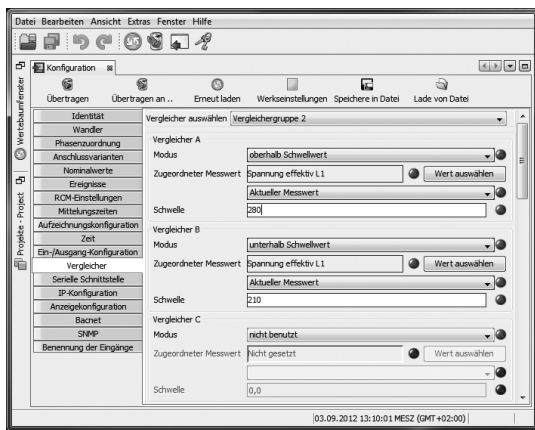 Datei Bearbeiten Ansicht Extras Fenster Hilfe
Konfiguration
Übertragen Übertragen an .. Erneut laden Werkseinstellungen Speichere in Datei Lade von Datei
Wertebaumfenster
Projekte - Project
Identität
Wandler
Phasenzuordnung
Anschlussvarianten
Nominalwerte
Ereignisse
RCM-Einstellungen
Mittelungszeiten
Aufzeichnungskonfiguration
Zeit
Ein-/Ausgang-Konfiguration
Vergleicher
Serielle Schnittstelle
IP-Konfiguration
Anzeigekonfiguration
Bacnet
SNMP
Benennung der Eingänge
Vergleicher auswählen Vergleichergruppe 2
Vergleicher A
Modus oberhalb Schwellwert
Zugeordneter Messwert Spannung effektiv L1 Wert auswählen
Aktueller Messwert
Schwelle 280
Vergleicher B
Modus unterhalb Schwellwert
Zugeordneter Messwert Spannung effektiv L1 Wert auswählen
Aktueller Messwert
Schwelle 210
Vergleicher C
Modus nicht benutzt
Zugeordneter Messwert Nicht gesetzt Wert auswählen
Schwelle 0,0
03.09.2012 13:10:01 MESZ (GMT+02:00)